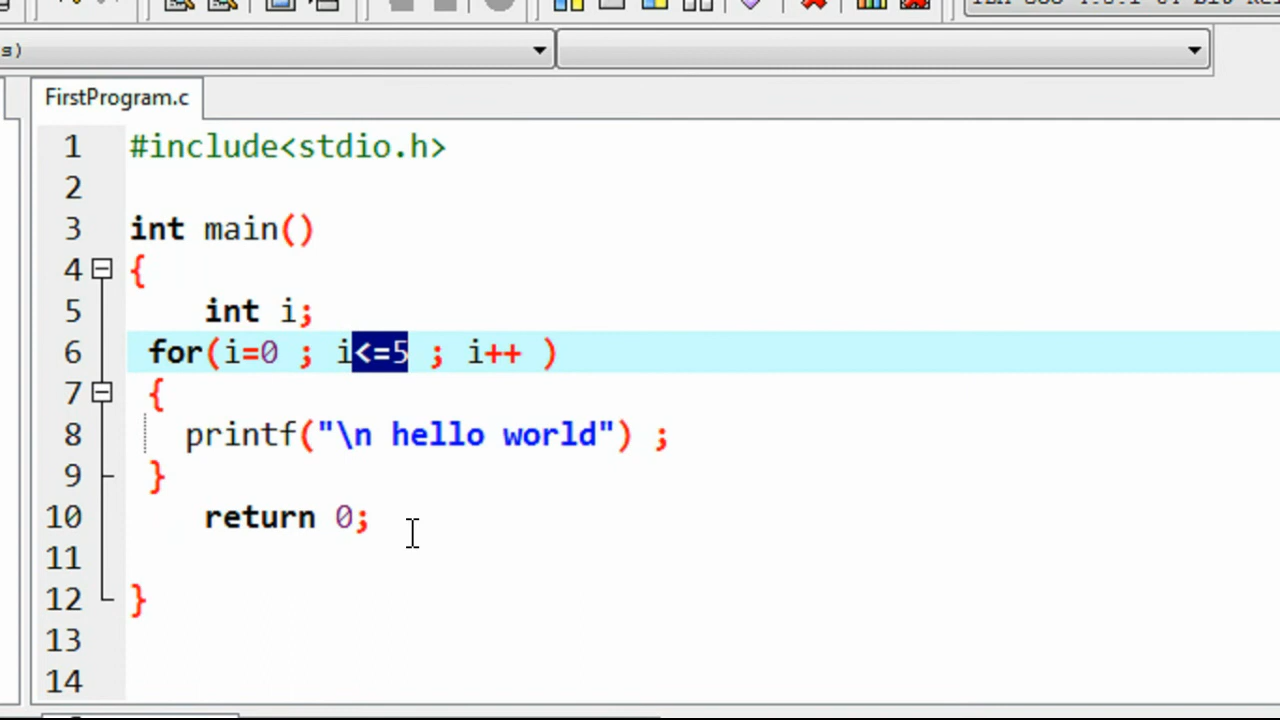 s)
FirstProgram.c
1 #include<stdio.h>
2
3 int main()
4 {
5 int i;
6 for(i=0 ; i<=5 ; i++ )
7 {
8 printf("\n hello world") ;
9 }
10 return 0;
11
12 }
13
14